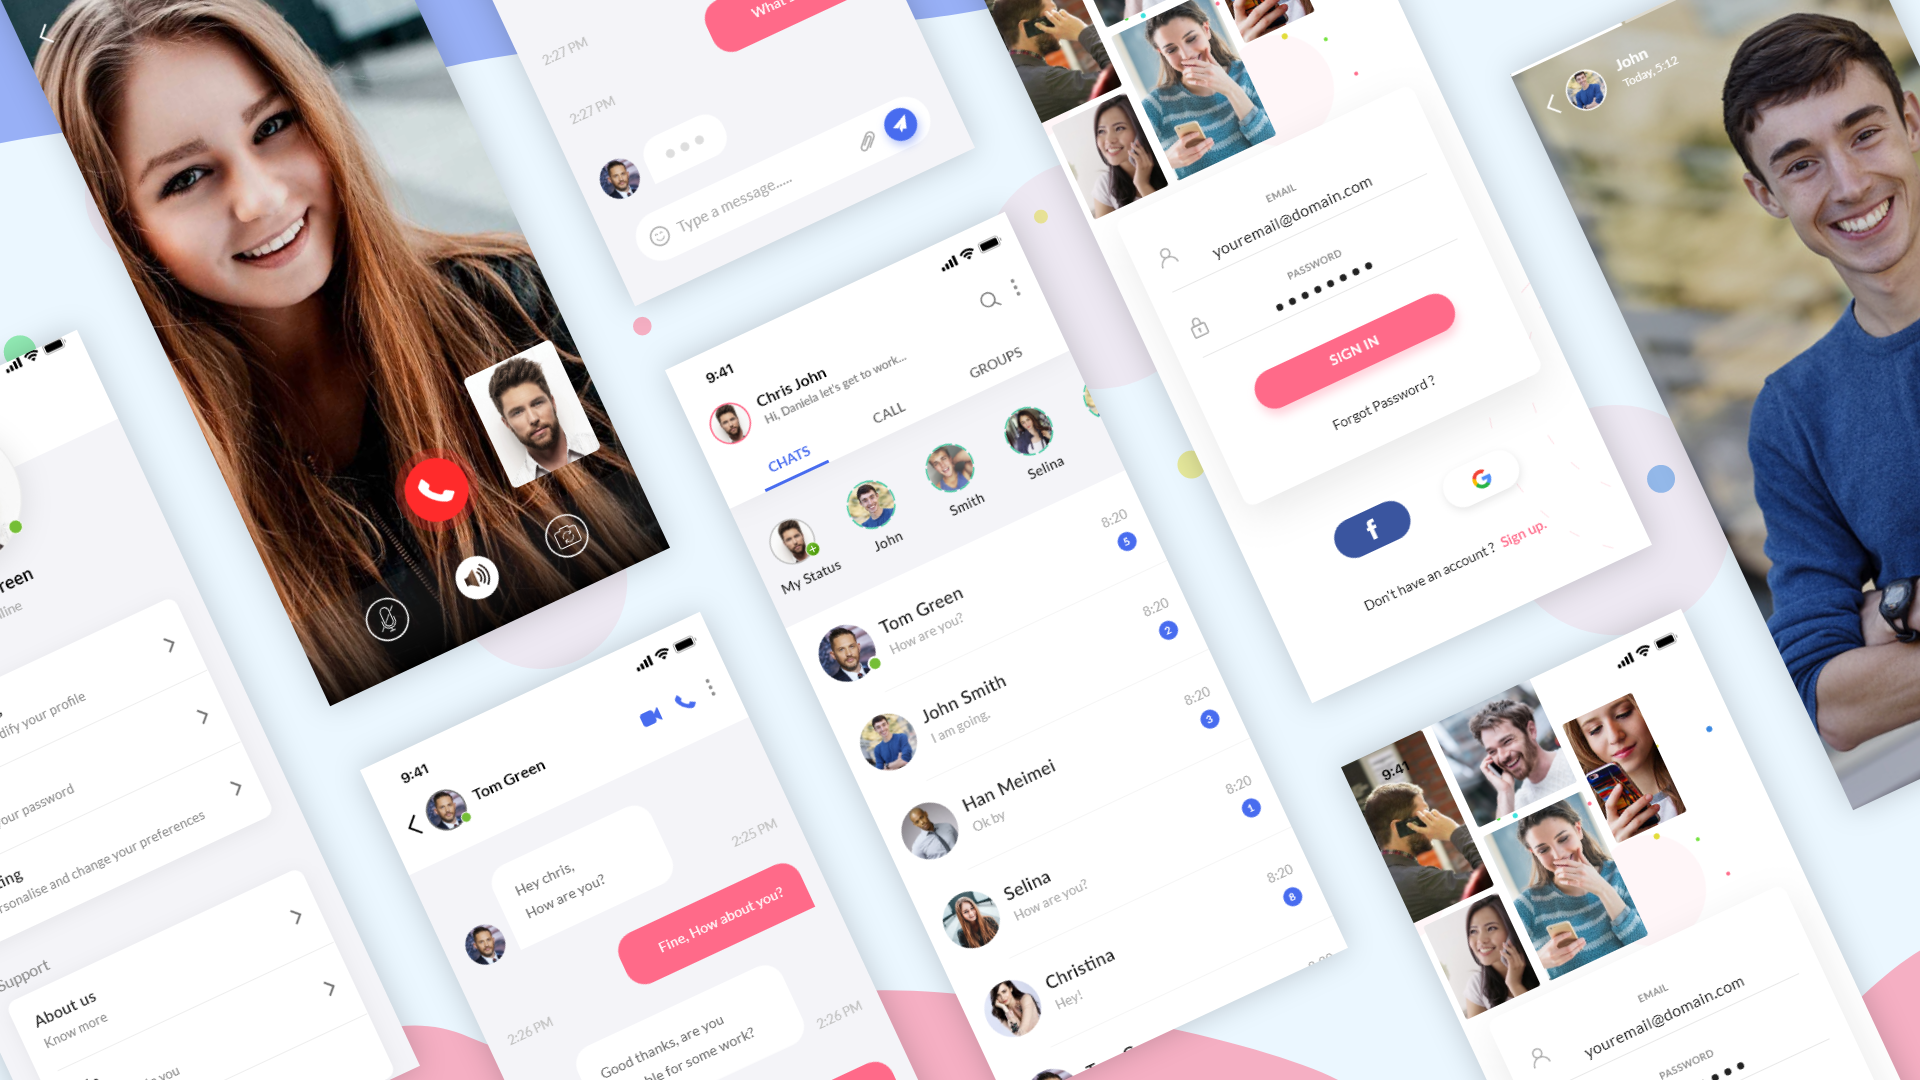 reen
line
dify your profile
our password
ting
rsonalise and change your preferences
Support
About us
Know more
2:27 PM
2:27 PM
Type a message.....
9:41
Tom Green
2:25 PM
Hey chris,
How are you?
Fine, How about you?
2:26 PM
Good thanks, are you
ble for some work?
2:26 PM
9:41
Chris John
Hi, Daniela let's get to work...
CHATS
CALL
GROUPS
My Status
John
Smith
Selina
Tom Green
How are you?
8:20
5
John Smith
I am going.
8:20
2
Han Meimei
Ok by
8:20
3
Selina
How are you?
8:20
1
Christina
Hey!
8:20
8
EMAIL
youremail@domain.com
PASSWORD
SIGN IN
Forgot Password ?
f
G
Don't have an account ? Sign up.
John
Today, 5:12
9:41
EMAIL
youremail@domain.com
PASSWORD